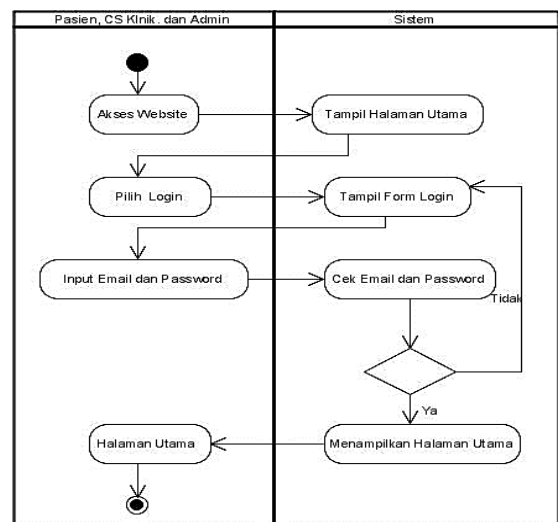 Pasien, CS Klnik. dan Admin
Sistem
Akses Website
Tampil Halaman Utama
Pilih Login
Tampil Form Login
Input Email dan Password
Cek Email dan Password
Tidak
Ya
Halaman Utama
Menampilkan Halaman Utama